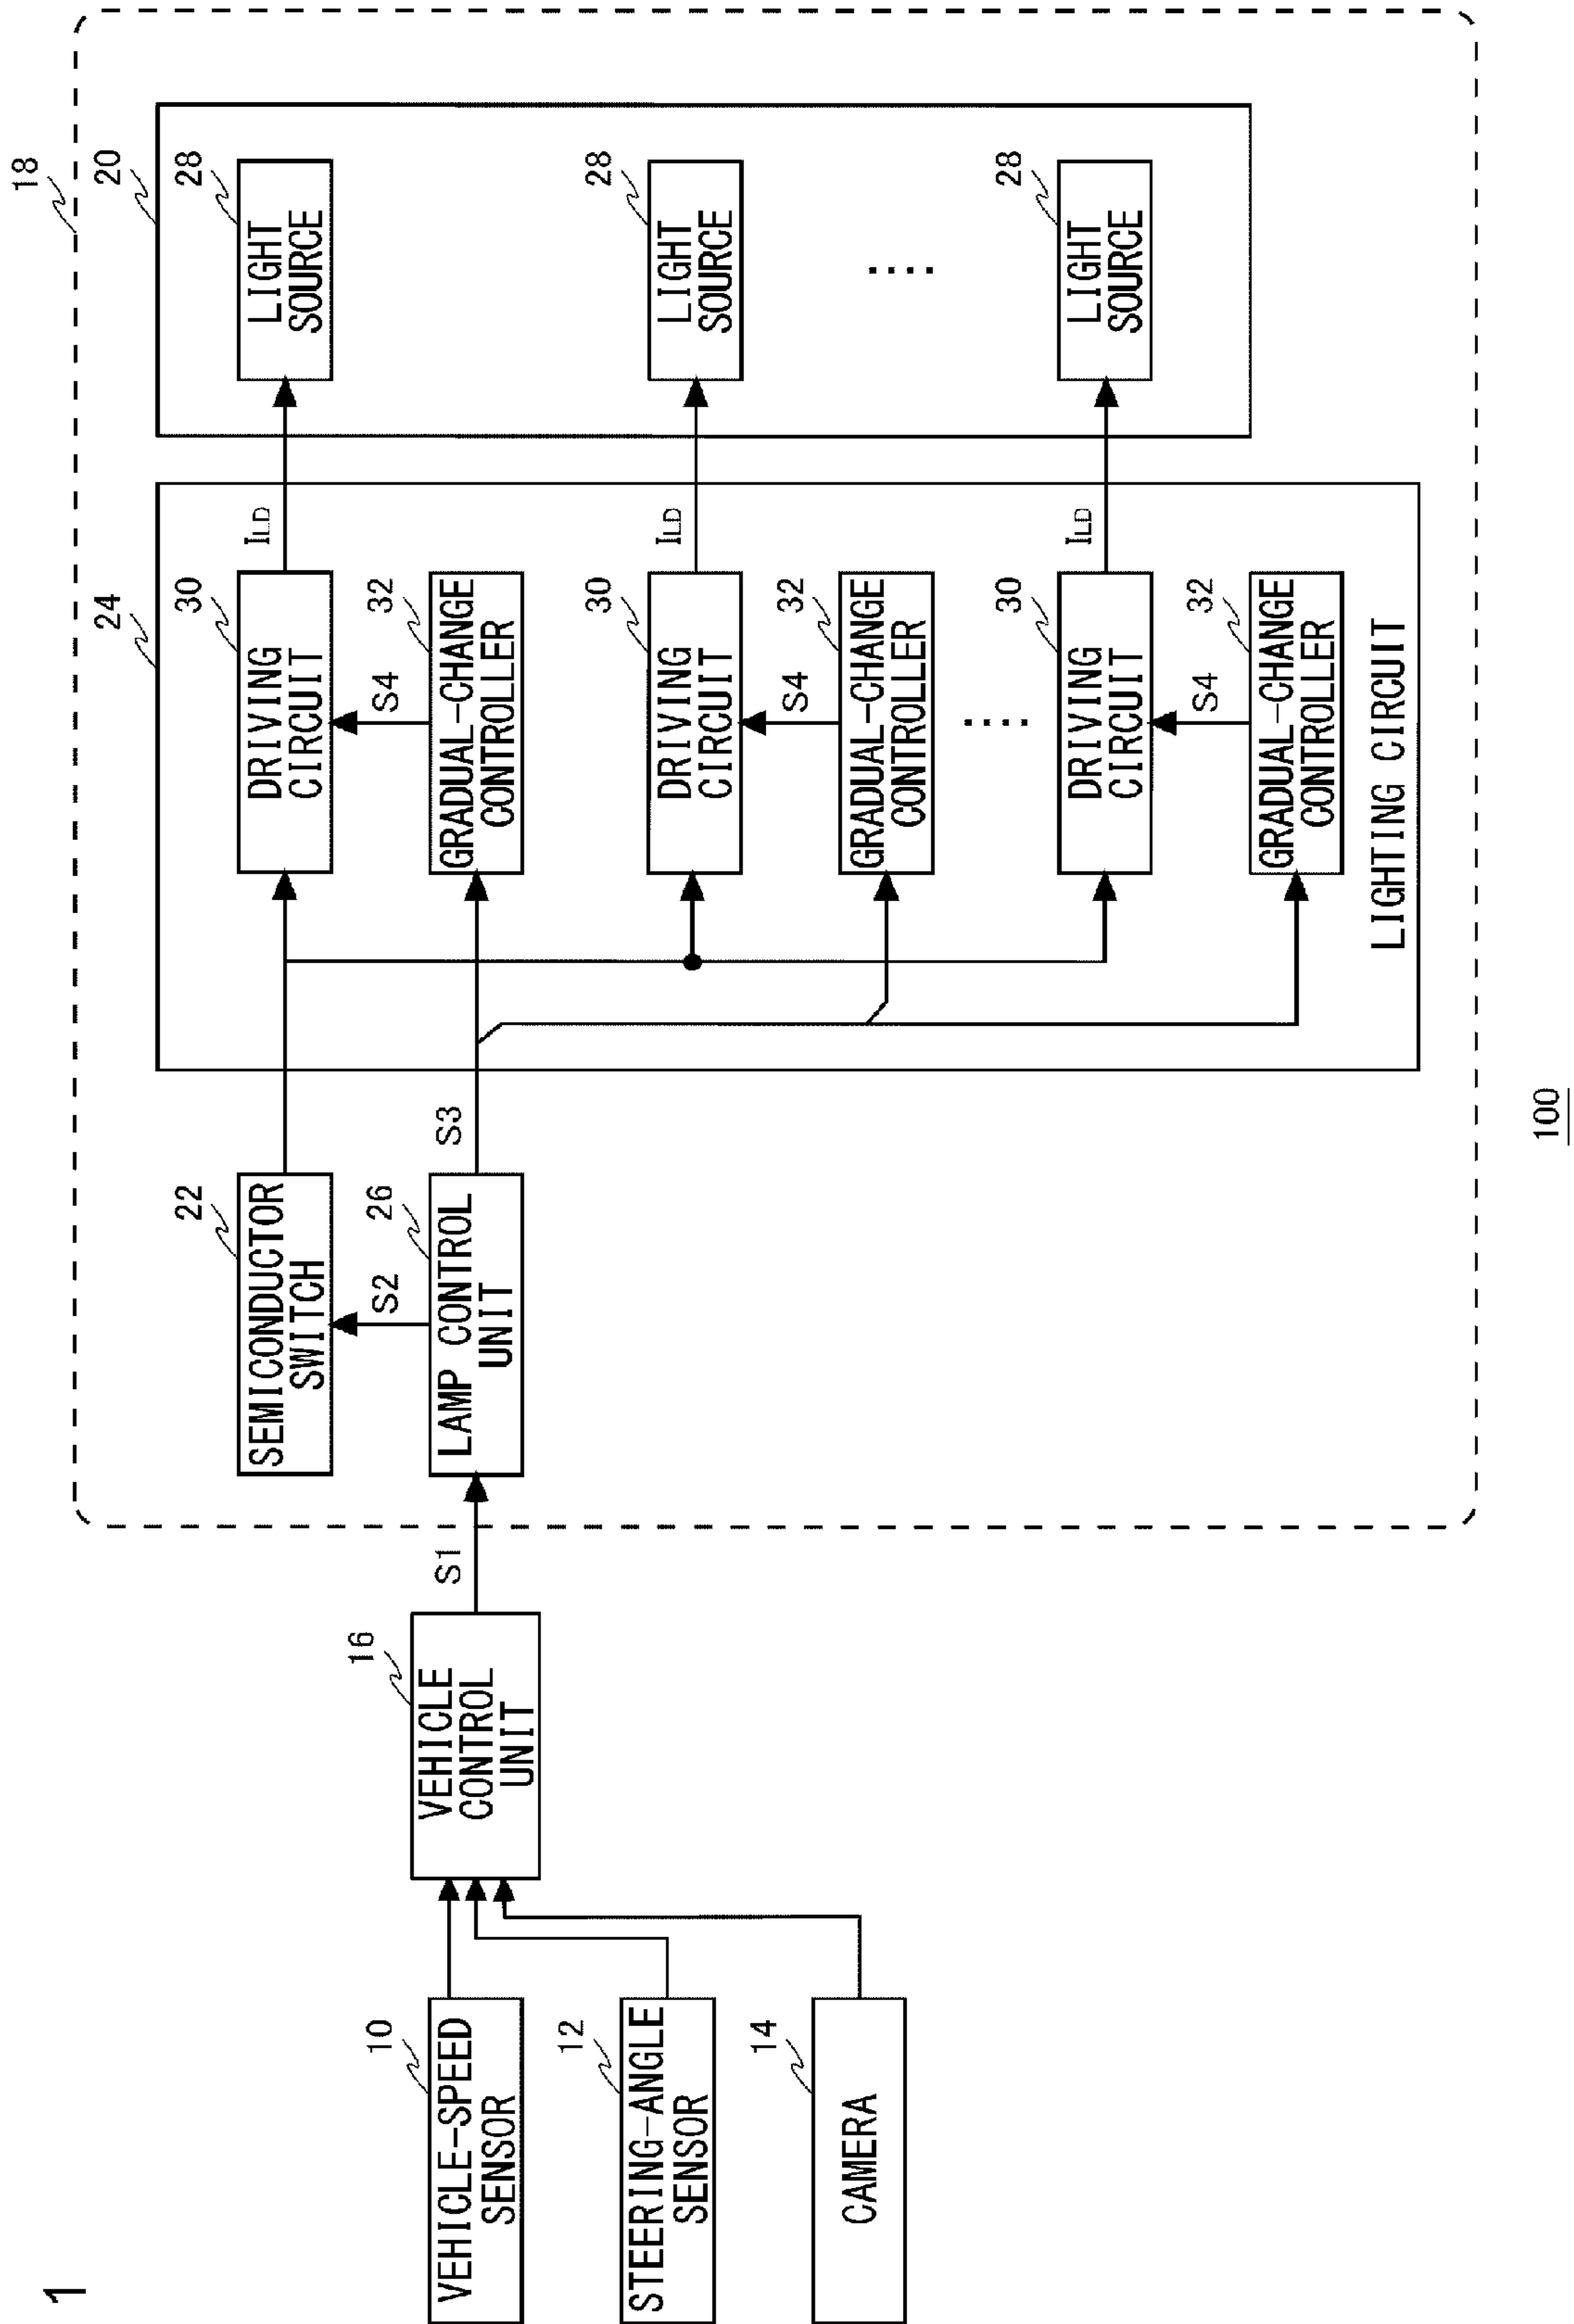 1
18
20
24
28
LIGHT
SOURCE
30
DRIVING
CIRCUIT
ILD
22
SEMICONDUCTOR
SWITCH
S4
32
GRADUAL-CHANGE
CONTROLLER
S2
26
LAMP CONTROL
UNIT
S3
S1
16
VEHICLE
CONTROL
UNIT
10
VEHICLE-SPEED
SENSOR
12
STEERING-ANGLE
SENSOR
14
CAMERA
28
LIGHT
SOURCE
30
DRIVING
CIRCUIT
ILD
S4
32
GRADUAL-CHANGE
CONTROLLER
....
....
28
LIGHT
SOURCE
30
DRIVING
CIRCUIT
ILD
S4
32
GRADUAL-CHANGE
CONTROLLER
LIGHTING CIRCUIT
100